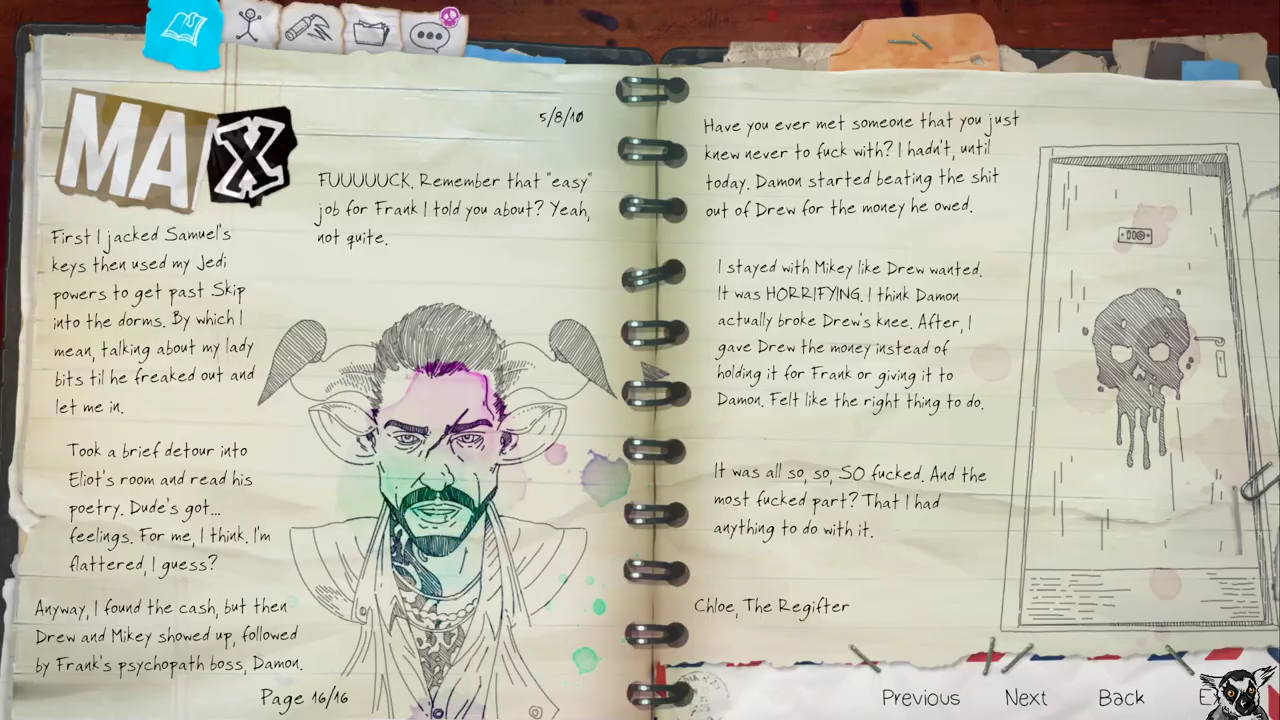 MAX
5/8/10
FUUUUUCK. Remember that "easy"
job for Frank I told you about? Yeah,
not quite.
First I jacked Samuel's
keys then used my Jedi
powers to get past Skip
into the dorms. By which I
mean, talking about my lady
bits til he freaked out and
let me in.
Took a brief detour into
Eliot's room and read his
poetry. Dude's got...
feelings. For me, I think. I'm
flattered, I guess?
Anyway, I found the cash, but then
Drew and Mikey showed up, followed
by Frank's psychopath boss, Damon.
Page 16/16
Have you ever met someone that you just
knew never to fuck with? I hadn't, until
today. Damon started beating the shit
out of Drew for the money he owed.
I stayed with Mikey like Drew wanted.
It was HORRIFYING. I think Damon
actually broke Drew's knee. After, I
gave Drew the money instead of
holding it for Frank or giving it to
Damon. Felt like the right thing to do.
It was all so, so, SO fucked. And the
most fucked part? That I had
anything to do with it.
Chloe, The Regifter
Previous Next Back